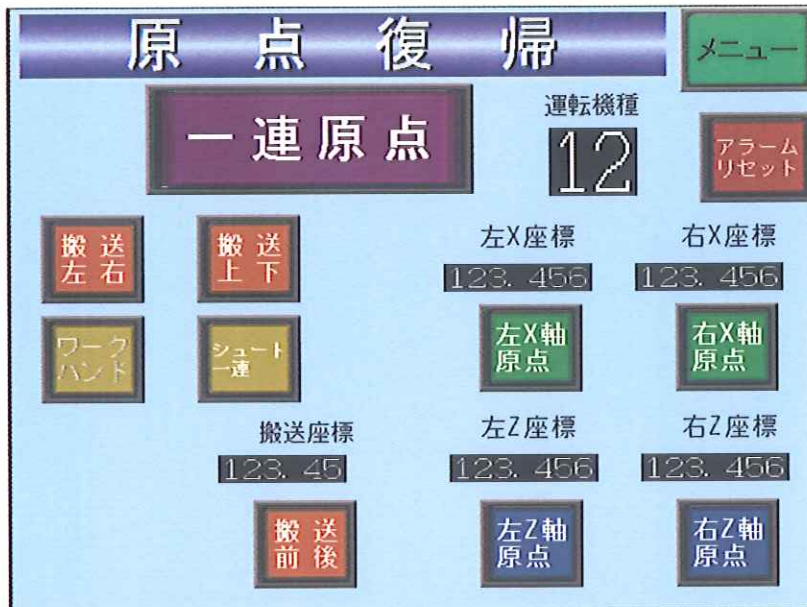 原点復帰
メニュー
一連原点
運転機種
12
アラーム
リセット
搬送
左右
搬送
上下
左X座標
右X座標
123.456
123.456
ワーク
ハンド
シュート
一連
左X軸
原点
右X軸
原点
搬送座標
左Z座標
右Z座標
123.45
123.456
123.456
搬送
前後
左Z軸
原点
右Z軸
原点